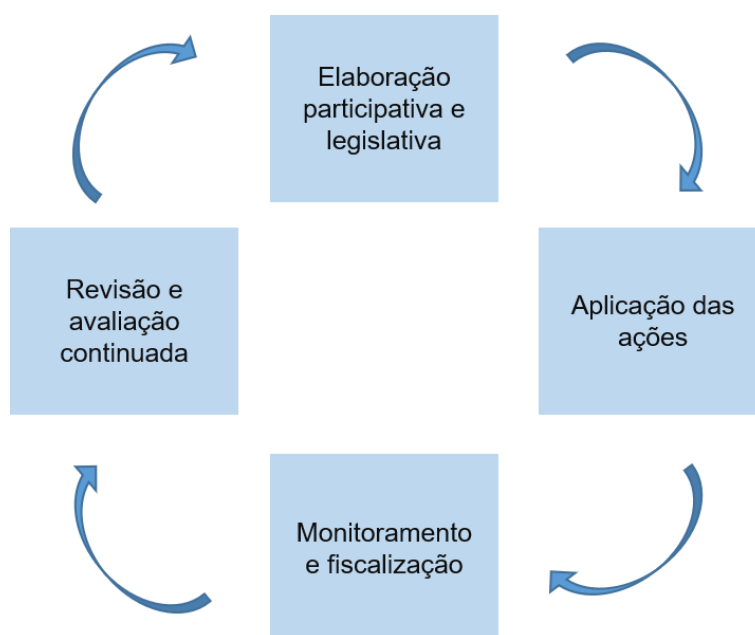 Elaboração
participativa e
legislativa
Aplicação das
ações
Monitoramento
e fiscalização
Revisão e
avaliação
continuada